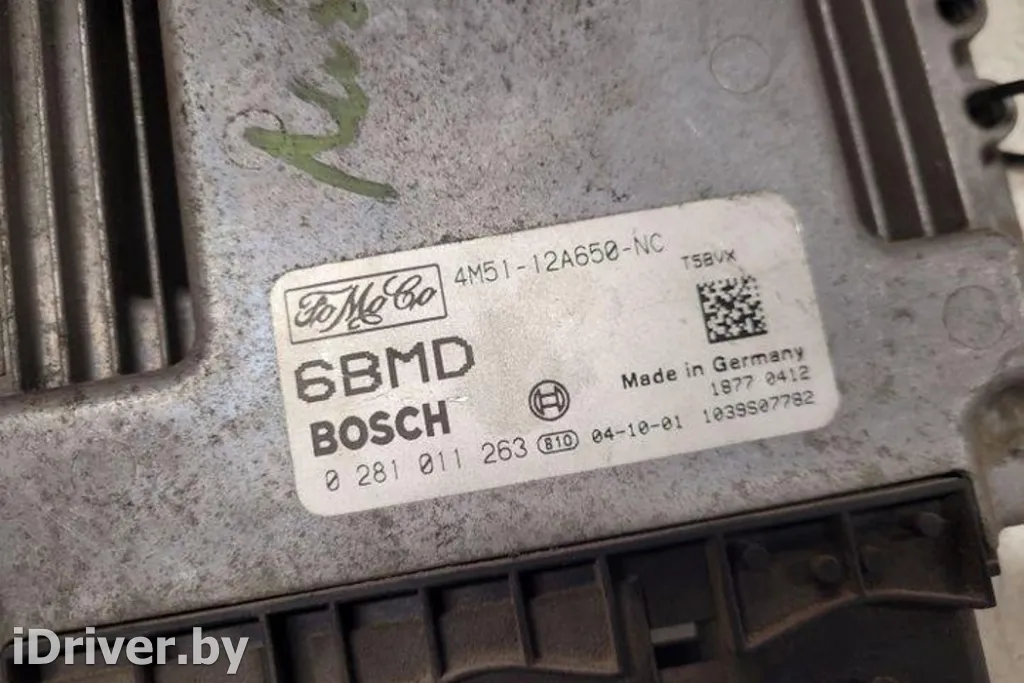 FoMoCo
4M51-12A650-NC
T5BVX
6BMD
BOSCH
Made in Germany
1877 0412
0 281 011 263 810 04-10-01 1039S07782
iDriver.by